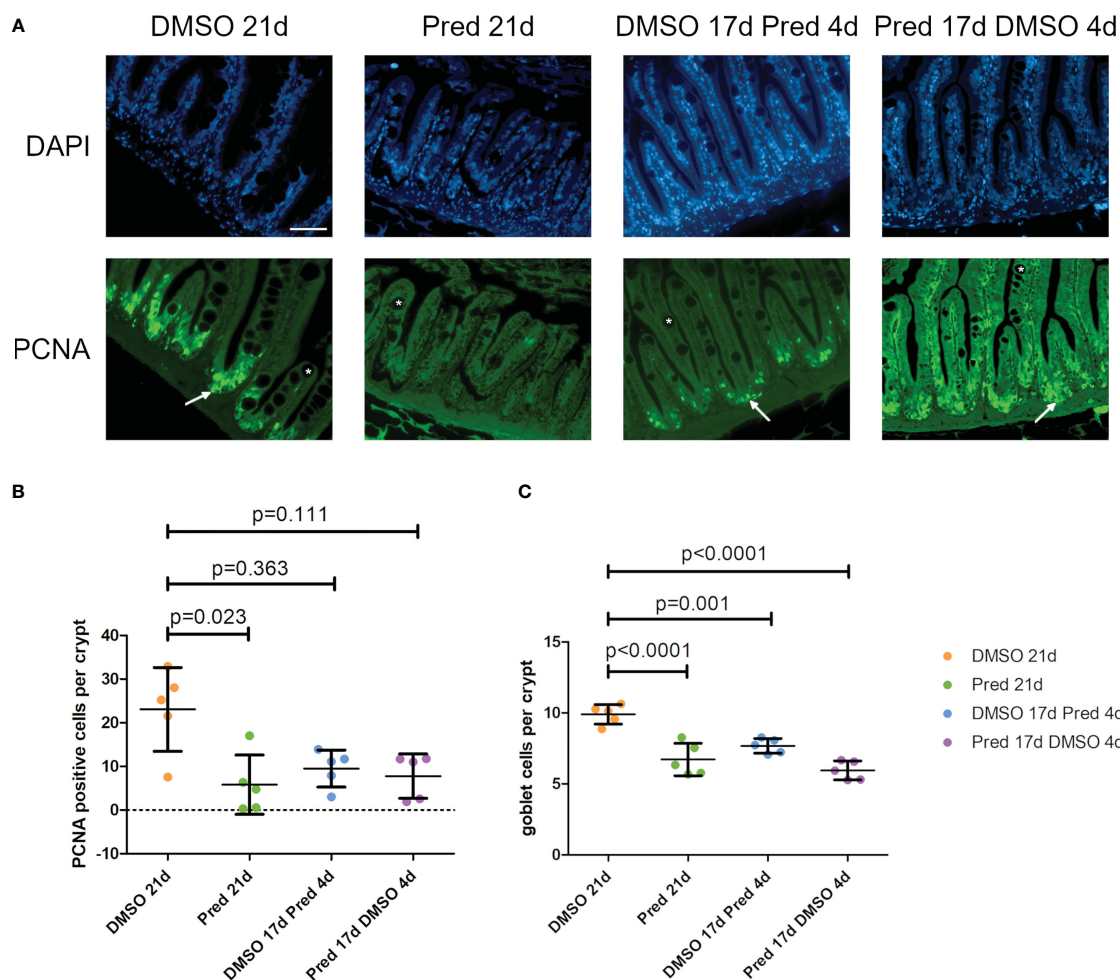 A
DMSO 21d
Pred 21d
DMSO 17d Pred 4d
Pred 17d DMSO 4d
DAPI
PCNA
*
*
*
*
B
p=0.111
p=0.363
p=0.023
PCNA positive cells per crypt
40
30
20
10
0
-10
DMSO 21d
Pred 21d
DMSO 17d Pred 4d
Pred 17d DMSO 4d
C
p<0.0001
p=0.001
p<0.0001
goblet cells per crypt
15
10
5
0
DMSO 21d
Pred 21d
DMSO 17d Pred 4d
Pred 17d DMSO 4d
DMSO 21d
Pred 21d
DMSO 17d Pred 4d
Pred 17d DMSO 4d